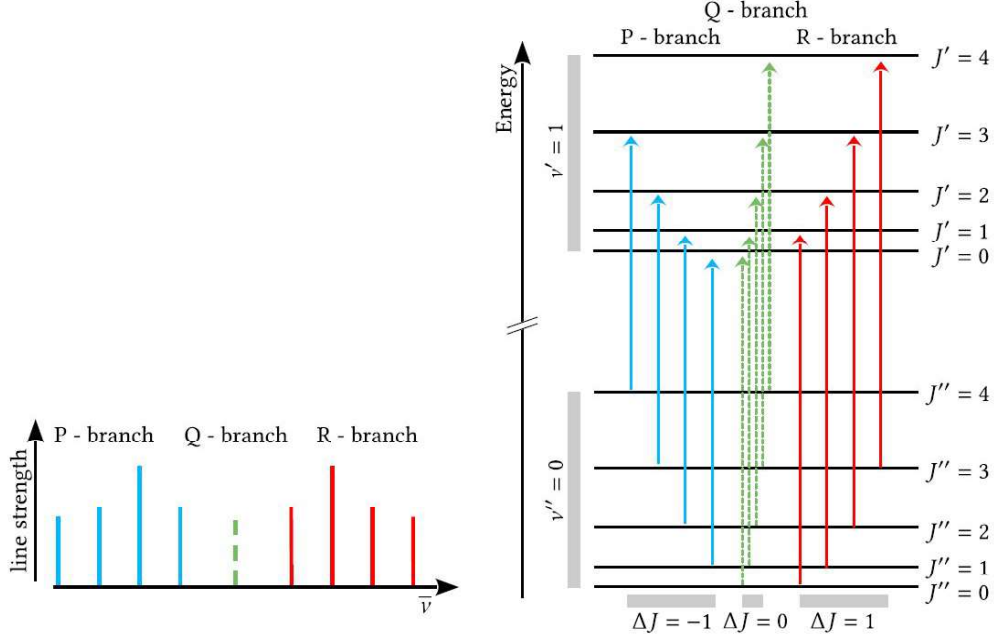 Q - branch
P - branch
R - branch
Energy
v′ = 1
J′ = 4
J′ = 3
J′ = 2
J′ = 1
J′ = 0
v″ = 0
J″ = 4
J″ = 3
J″ = 2
J″ = 1
J″ = 0
ΔJ = −1
ΔJ = 0
ΔJ = 1
P - branch
Q - branch
R - branch
line strength
ṽ